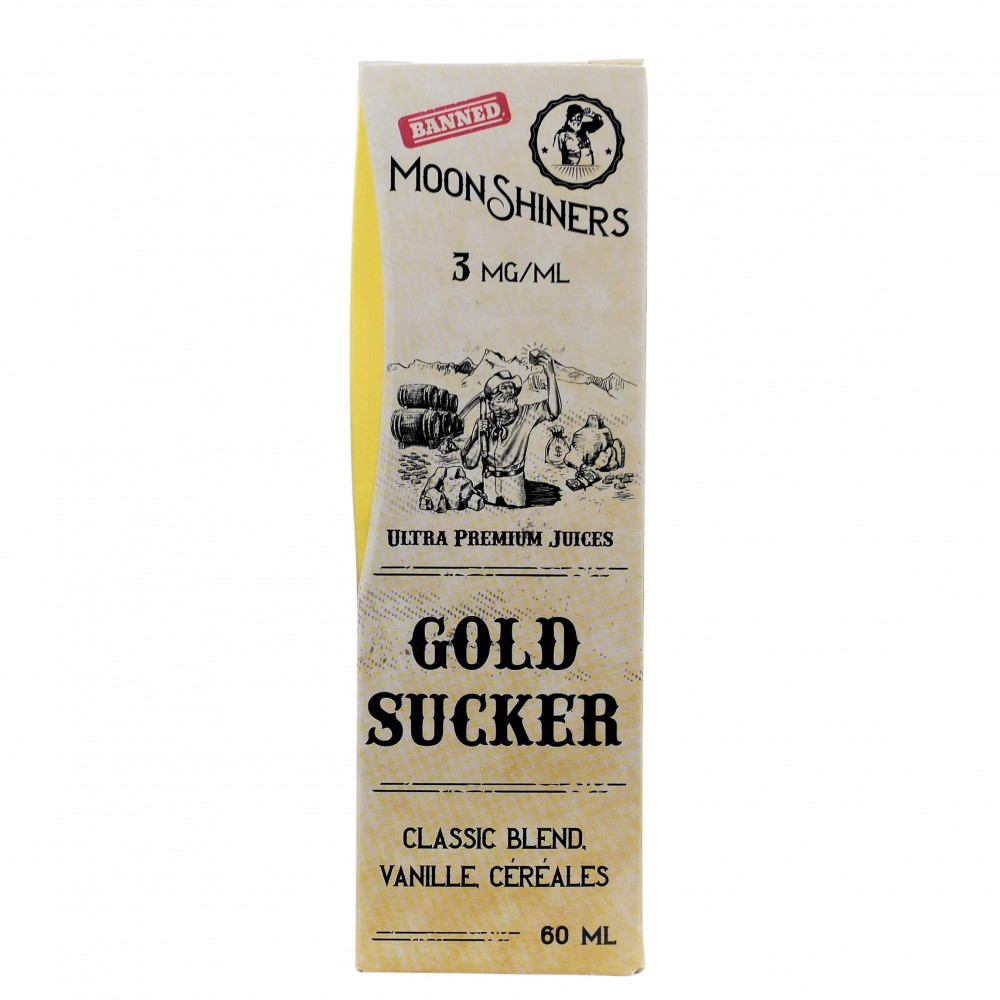 BANNED.
MOONSHINERS
3 MG/ML
$
ULTRA PREMIUM JUICES
GOLD
SUCKER
CLASSIC BLEND,
VANILLE, CÉRÉALES
60 ML